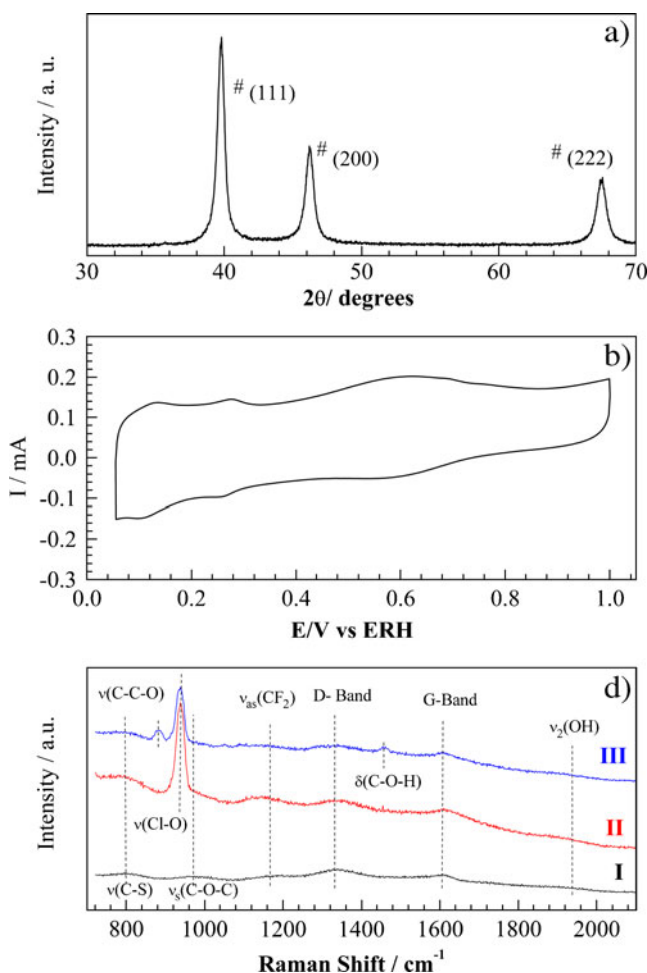 a)
Intensity / a. u.
# (111)
# (200)
# (222)
30 40 50 60 70
2θ/ degrees
b)
0.3
0.2
0.1
0.0
-0.1
-0.2
-0.3
I / mA
0.0 0.2 0.4 0.6 0.8 1.0
E/V vs ERH
d)
Intensity / a.u.
ν(C-C-O)
ν_as(CF₂)
D- Band
G-Band
ν₂(OH)
III
δ(C-O-H)
II
ν(Cl-O)
I
ν(C-S)
ν_s(C-O-C)
800 1000 1200 1400 1600 1800 2000
Raman Shift / cm⁻¹